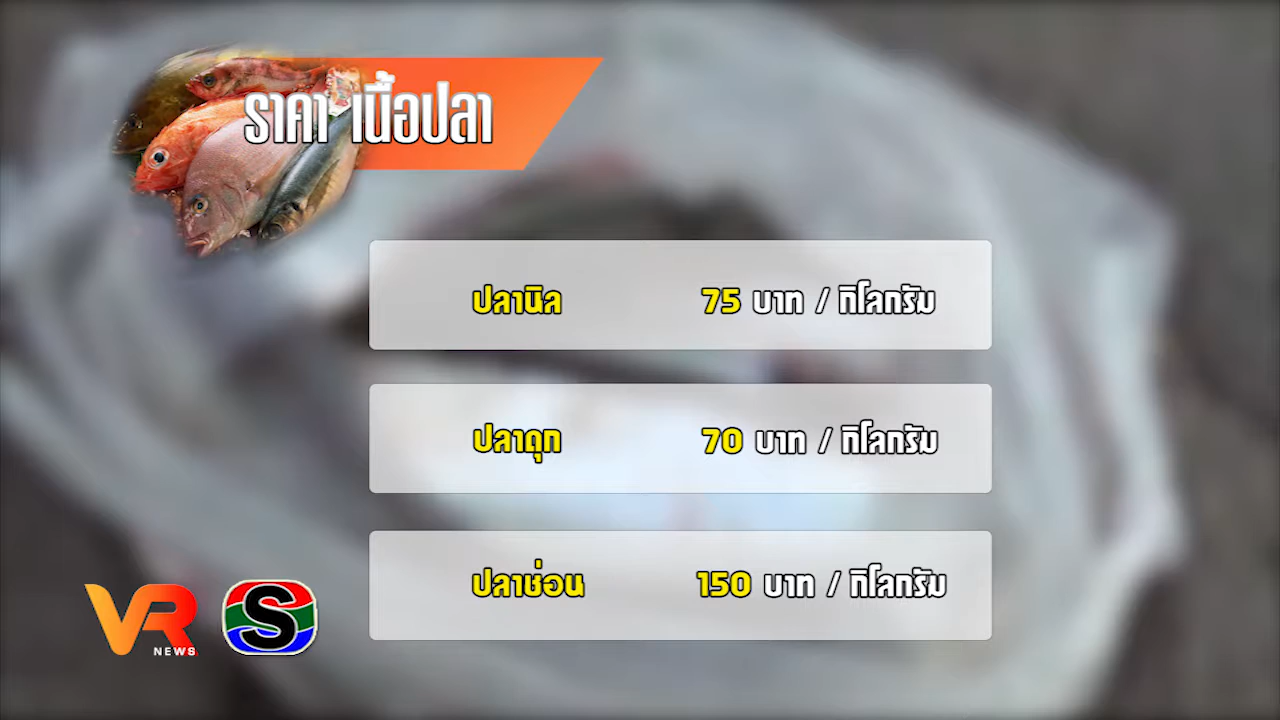 ราคา เนื้อปลา
ปลานิล 75 บาท / กิโลกรัม
ปลาดุก 70 บาท / กิโลกรัม
ปลาช่อน 150 บาท / กิโลกรัม
VR NEWS S